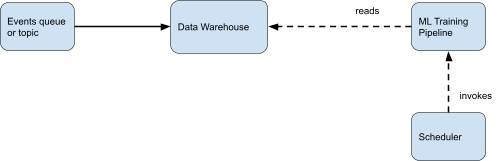 Events queue
or topic
Data Warehouse
reads
ML Training
Pipeline
invokes
Scheduler